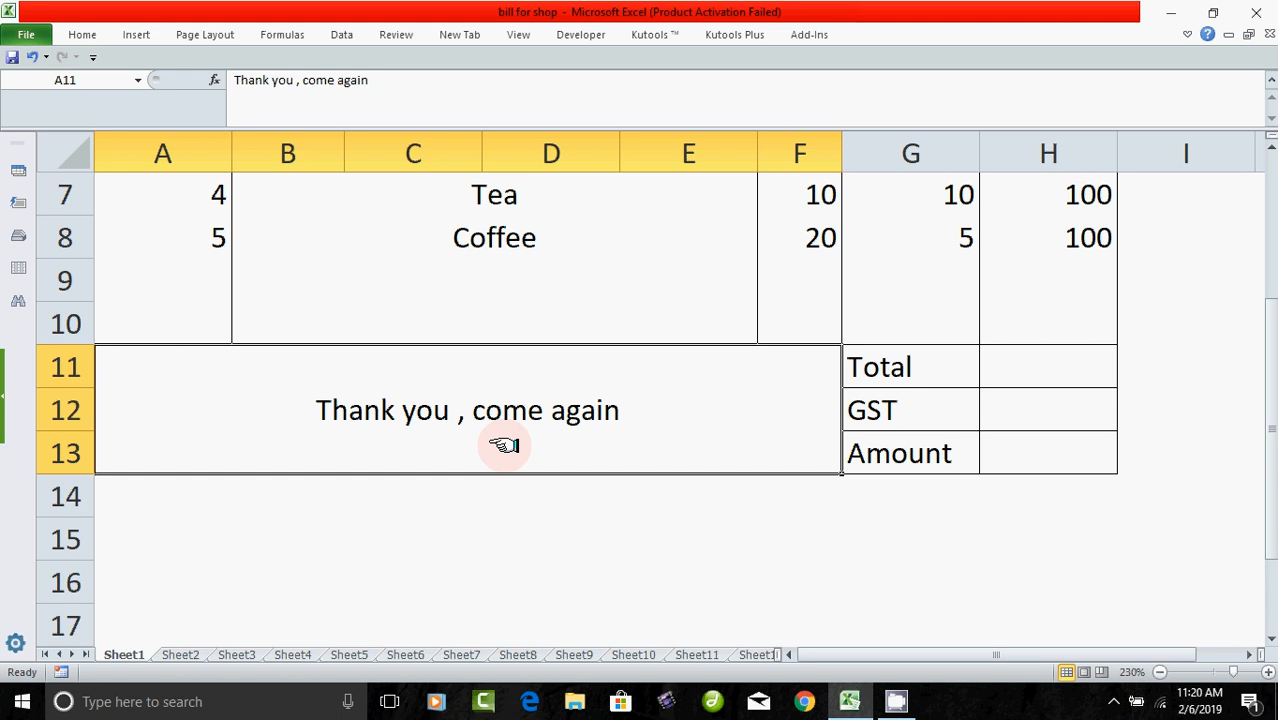 bill for shop - Microsoft Excel (Product Activation Failed)
File Home Insert Page Layout Formulas Data Review New Tab View Developer Kutools ™ Kutools Plus Add-Ins
A11 fx Thank you , come again
A B C D E F G H I
7 4 Tea 10 10 100
8 5 Coffee 20 5 100
9
10
11 Total
12 Thank you , come again GST
13 Amount
14
15
16
17
Sheet1 Sheet2 Sheet3 Sheet4 Sheet5 Sheet6 Sheet7 Sheet8 Sheet9 Sheet10 Sheet11 Sheet1
Ready 230%
Type here to search 11:20 AM
2/6/2019